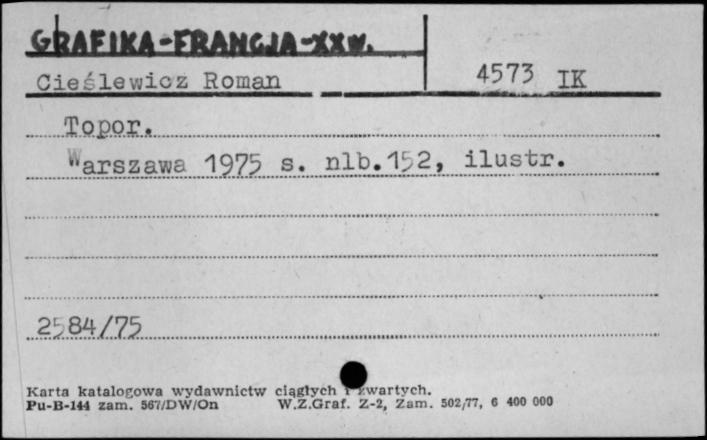 GRAFIKA-FRANCJA-XXW.
Cieślewicz Roman 4573 IK
Topor.
Warszawa 1975 s. nlb.152, ilustr.
2584/75
Karta katalogowa wydawnictw ciągłych i zwartych.
Pu-B-144 zam. 567/DW/On W.Z.Graf. Z-2, Zam. 502/77, 6 400 000